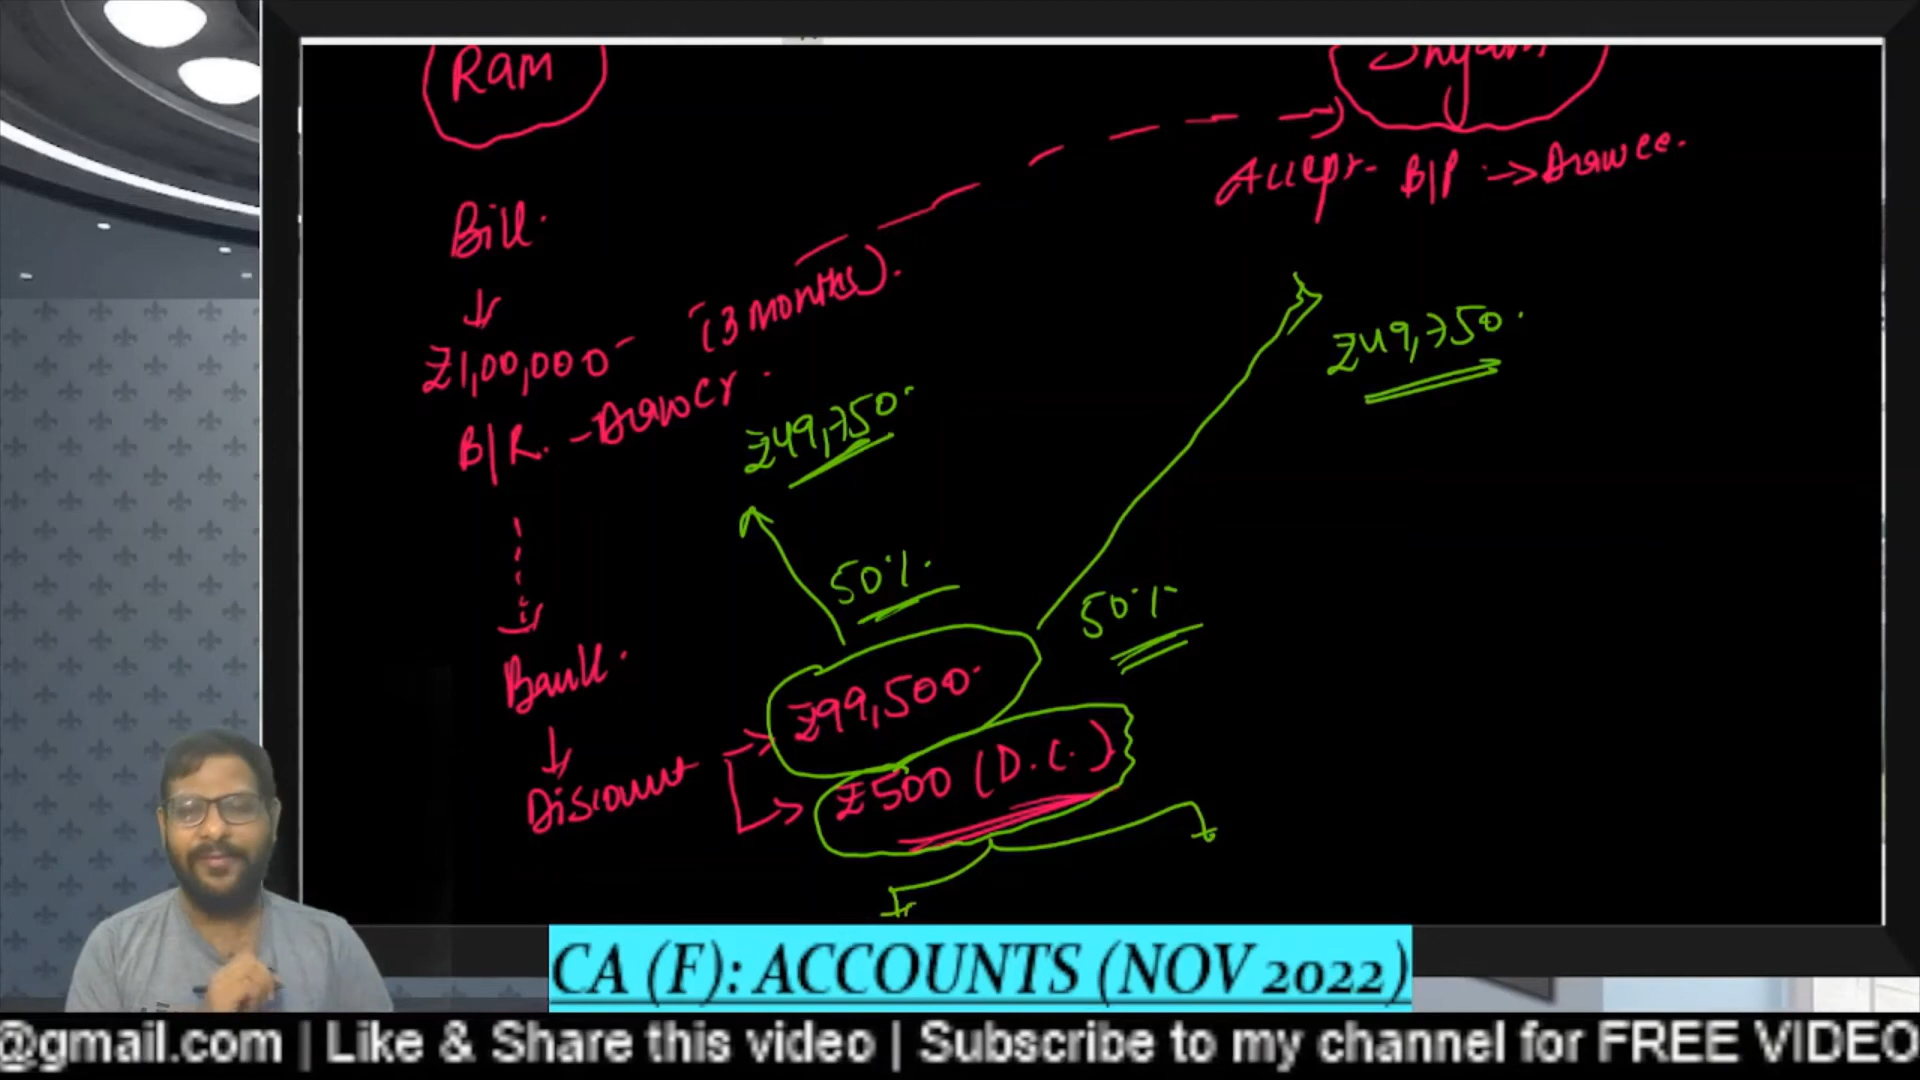 Ram
Shyam
Accept- B/P → Drawee.
Bill.
↓
₹1,00,000 (3 months).
B/R. - Drawer.
₹49,750.
₹49,750.
50%.
50%
Bank.
↓
Discount → ₹99,500.
→ ₹500 (D.C.)
CA (F): ACCOUNTS (NOV 2022)
@gmail.com | Like & Share this video | Subscribe to my channel for FREE VIDEO